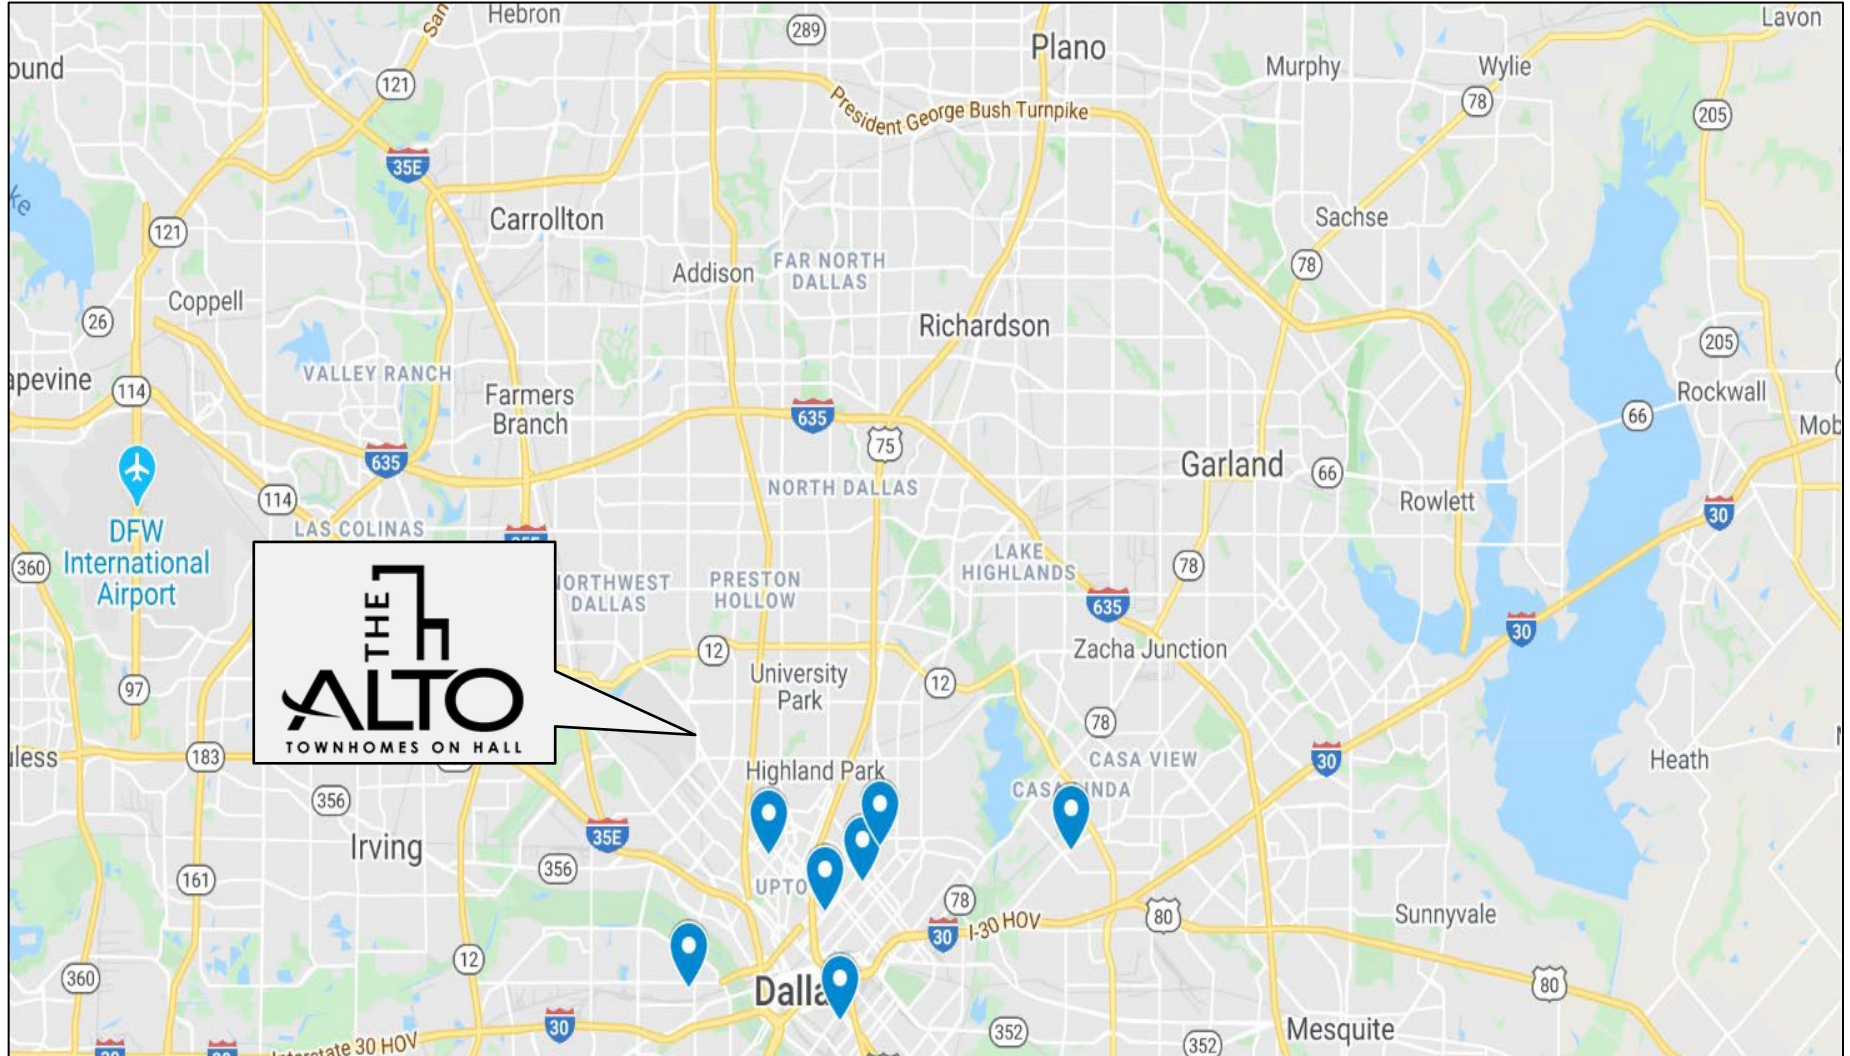 Hebron
San
289
Lavon
Plano
ound
Murphy
Wylie
121
78
President George Bush Turnpike
205
35E
ke
Carrollton
Sachse
121
Addison
FAR NORTH
DALLAS
78
Coppell
26
Richardson
205
VALLEY RANCH
apevine
114
Farmers
Branch
Rockwall
635
66
75
Mob
635
Garland
66
NORTH DALLAS
114
Rowlett
30
LAS COLINAS
DFW
International
Airport
360
LAKE
HIGHLANDS
78
NORTHWEST
DALLAS
PRESTON
HOLLOW
635
30
THE
ALTO
TOWNHOMES ON HALL
12
Zacha Junction
University
Park
12
97
78
uless
183
CASA VIEW
30
Heath
Highland Park
356
35E
Irving
356
161
UPTO
78
80
Sunnyvale
30
I-30 HOV
12
360
Dalla
80
30
352
Mesquite
352
Interstate 30 HOV